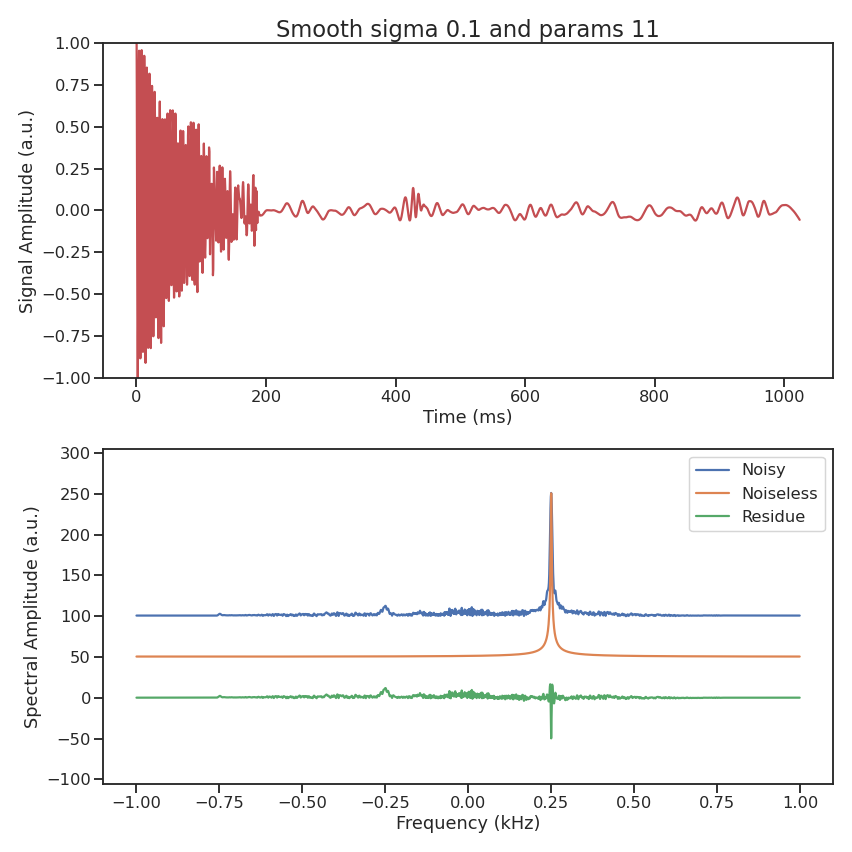 Smooth sigma 0.1 and params 11
1.00
0.75
0.50
0.25
0.00
−0.25
−0.50
−0.75
−1.00
Signal Amplitude (a.u.)
0 200 400 600 800 1000
Time (ms)
300
250
200
150
100
50
0
−50
−100
Spectral Amplitude (a.u.)
Noisy
Noiseless
Residue
−1.00 −0.75 −0.50 −0.25 0.00 0.25 0.50 0.75 1.00
Frequency (kHz)